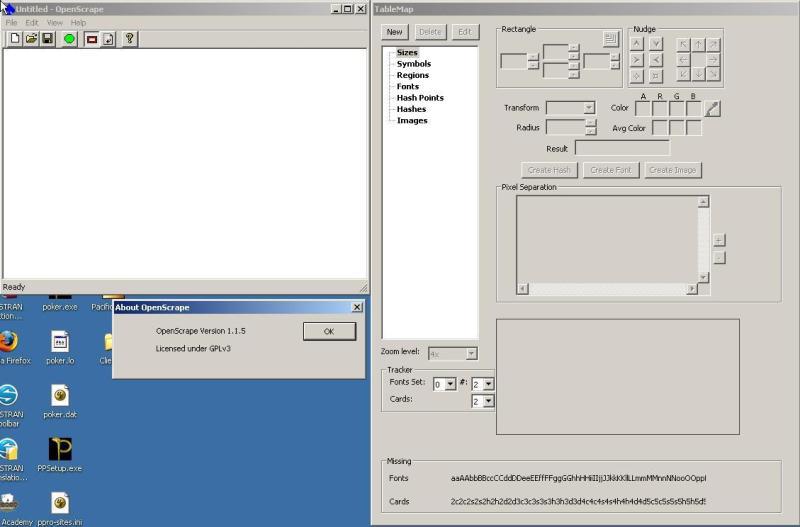 Untitled - OpenScrape
File Edit View Help
Ready
TableMap
New Delete Edit
Sizes
Symbols
Regions
Fonts
Hash Points
Hashes
Images
Zoom level: 4x
Tracker
Fonts Set: 0 #: 2
Cards: 2
Rectangle
Nudge
Transform
Radius
A R G B
Color
Avg Color
Result
Create Hash Create Font Create Image
Pixel Separation
+
-
Missing
Fonts
Cards
About OpenScrape
OpenScrape Version 1.1.5
Licensed under GPLv3
OK
STRAN
poker.exe
Pacific
Firefox
poker.lo
Clie
STRAN
olbar
poker.dat
STRAN
PPSetup.exe
Academy
ppro-sites.ini